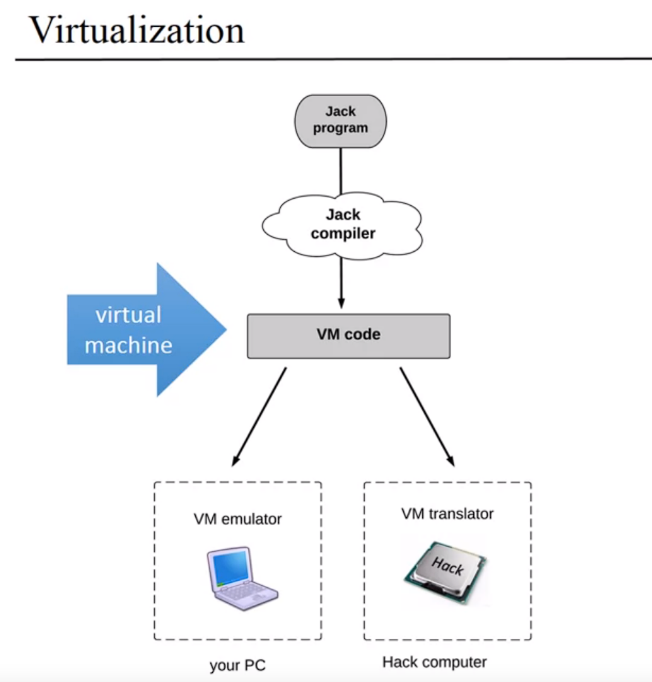 Virtualization
Jack
program
Jack
compiler
virtual
machine
VM code
VM emulator
VM translator
Hack
your PC
Hack computer